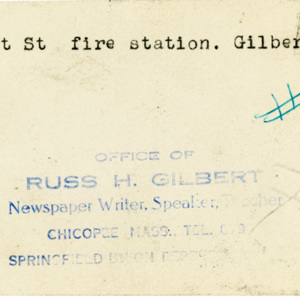 t St fire station. Gilber
#
OFFICE OF
RUSS H. GILBERT
Newspaper Writer, Speaker,
CHICOPEE MASS. TEL.
SPRINGFIELD UNION